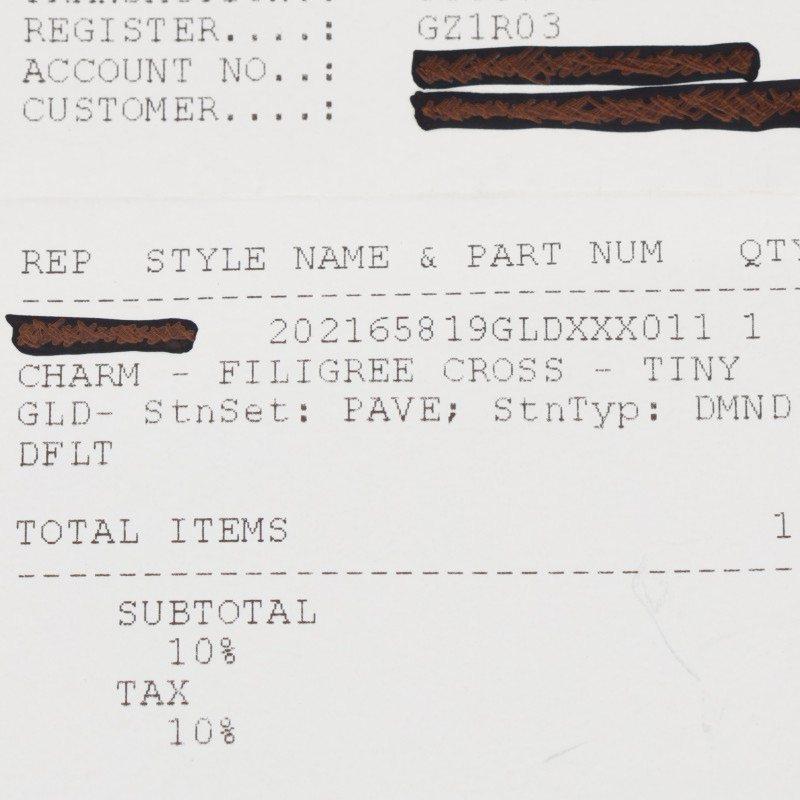 REGISTER....: GZ1R03
ACCOUNT NO..:
CUSTOMER....:
REP STYLE NAME & PART NUM QTY
202165819GLDXXX011 1
CHARM - FILIGREE CROSS - TINY
GLD- StnSet: PAVE; StnTyp: DMND
DFLT
TOTAL ITEMS 1
SUBTOTAL
10%
TAX
10%